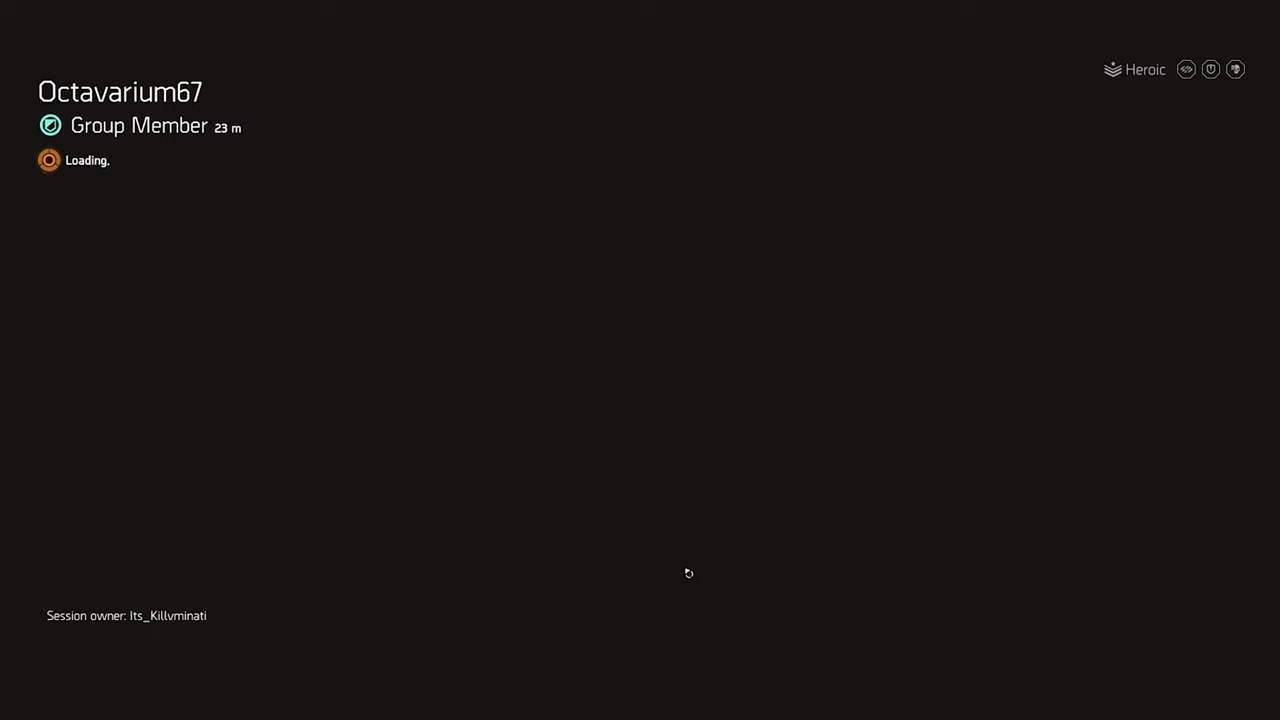 Octavarium67
Heroic
Group Member 23 m
Loading.
Session owner: Its_Killvminati